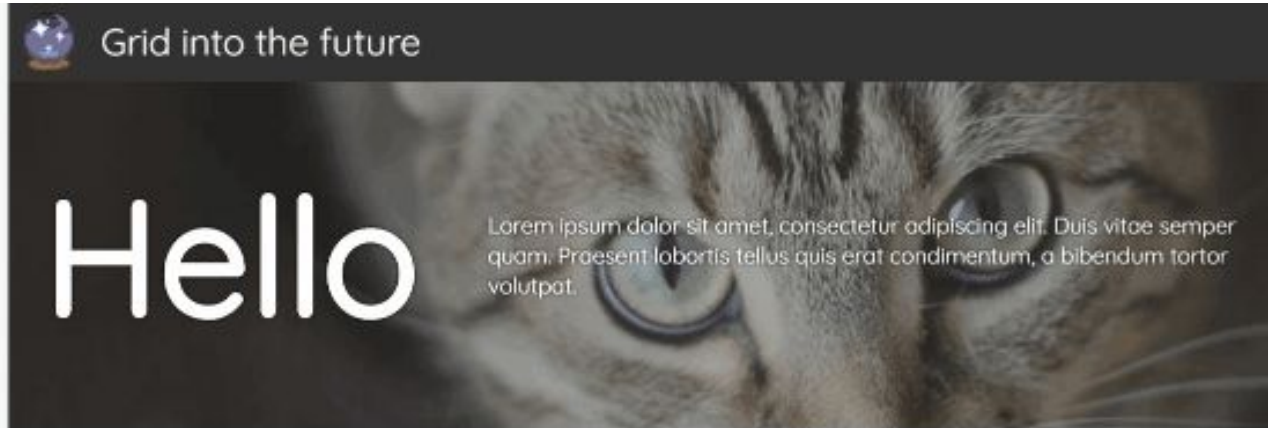 Grid into the future
Hello
Lorem ipsum dolor sit amet, consectetur adipiscing elit. Duis vitae semper
quam. Praesent lobortis tellus quis erat condimentum, a bibendum tortor
volutpat.